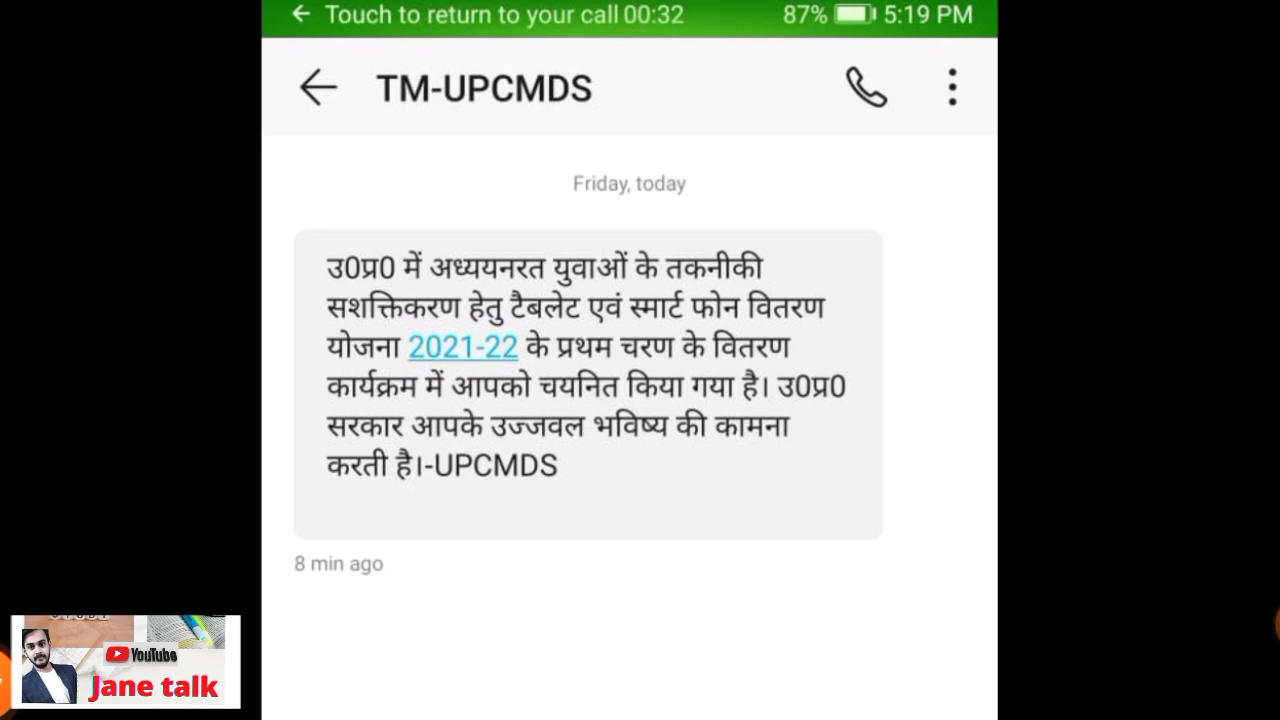 Touch to return to your call 00:32
87% 5:19 PM
TM-UPCMDS
Friday, today
उ0प्र0 में अध्ययनरत युवाओं के तकनीकी
सशक्तिकरण हेतु टैबलेट एवं स्मार्ट फोन वितरण
योजना 2021-22 के प्रथम चरण के वितरण
कार्यक्रम में आपको चयनित किया गया है। उ0प्र0
सरकार आपके उज्जवल भविष्य की कामना
करती है।-UPCMDS
8 min ago
YouTube
Jane talk